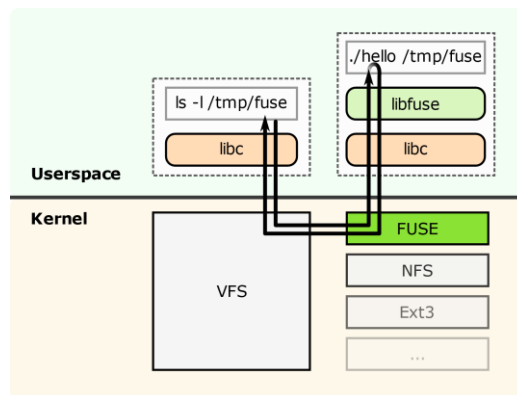 ./hello /tmp/fuse
ls -l /tmp/fuse
libfuse
libc
libc
Userspace
Kernel
FUSE
VFS
NFS
Ext3
...